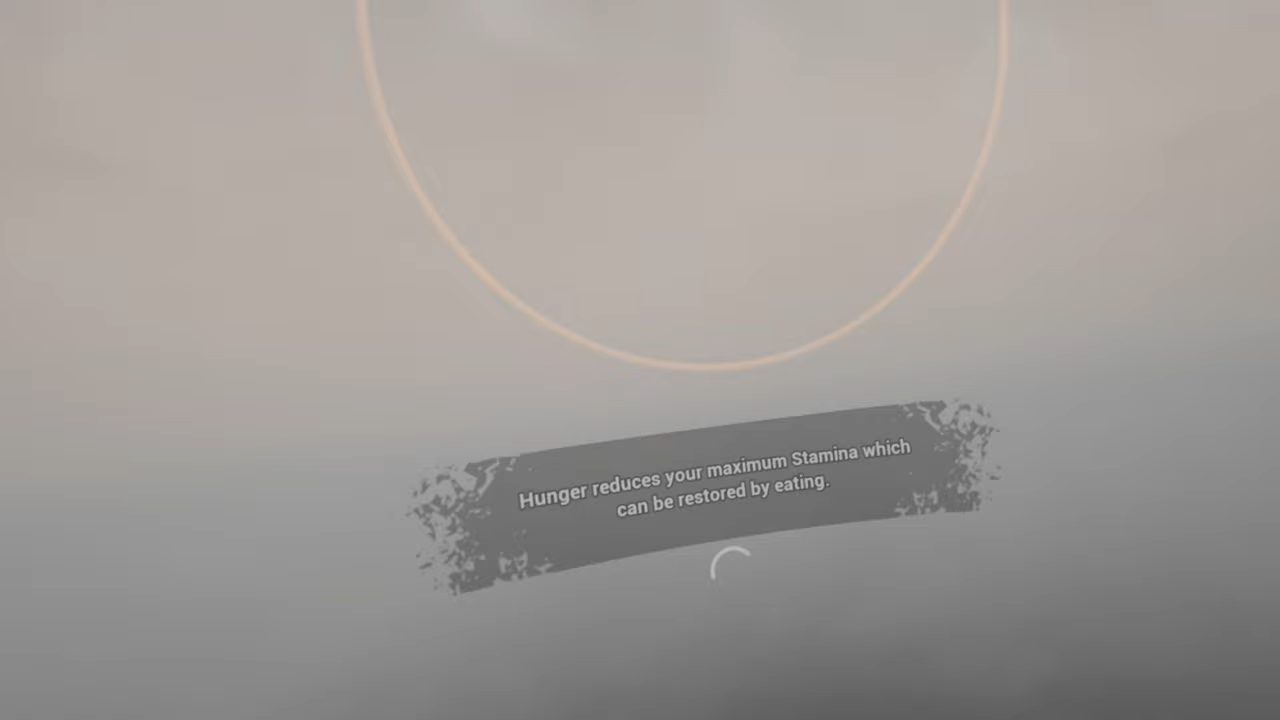 Hunger reduces your maximum Stamina which
can be restored by eating.